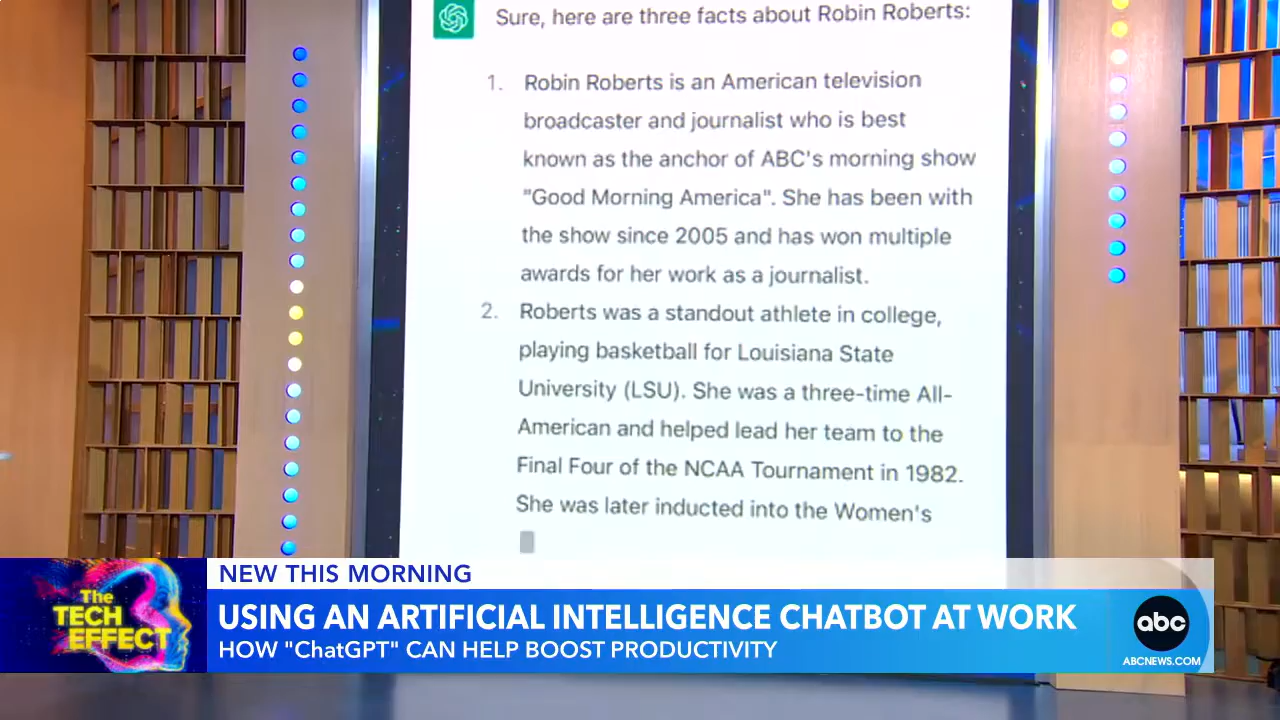 Sure, here are three facts about Robin Roberts:
1. Robin Roberts is an American television
broadcaster and journalist who is best
known as the anchor of ABC's morning show
"Good Morning America". She has been with
the show since 2005 and has won multiple
awards for her work as a journalist.
2. Roberts was a standout athlete in college,
playing basketball for Louisiana State
University (LSU). She was a three-time All-
American and helped lead her team to the
Final Four of the NCAA Tournament in 1982.
She was later inducted into the Women's
The
TECH
EFFECT
NEW THIS MORNING
USING AN ARTIFICIAL INTELLIGENCE CHATBOT AT WORK
HOW "ChatGPT" CAN HELP BOOST PRODUCTIVITY
abc
ABCNEWS.COM